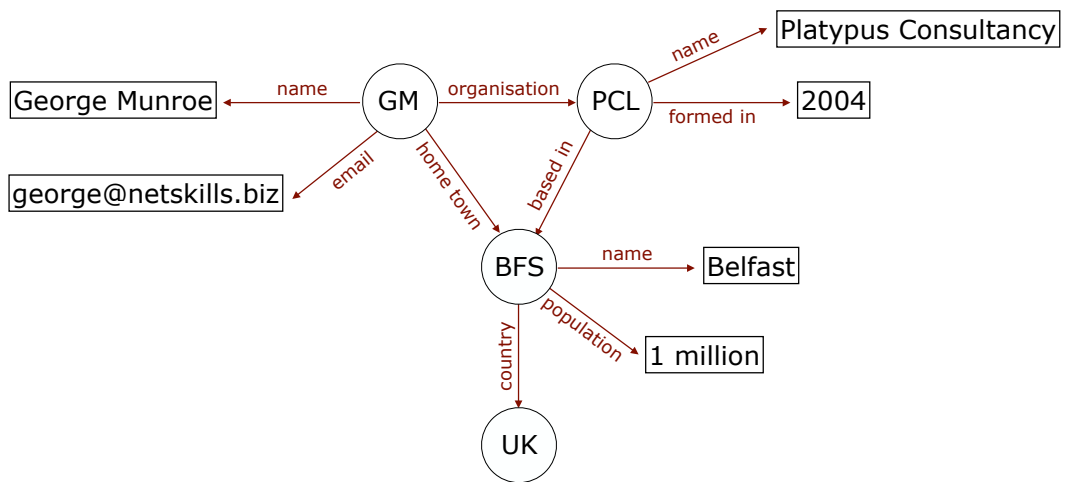 Platypus Consultancy
name
George Munroe
name
GM
organisation
PCL
formed in
2004
email
george@netskills.biz
home town
based in
BFS
name
Belfast
population
1 million
country
UK